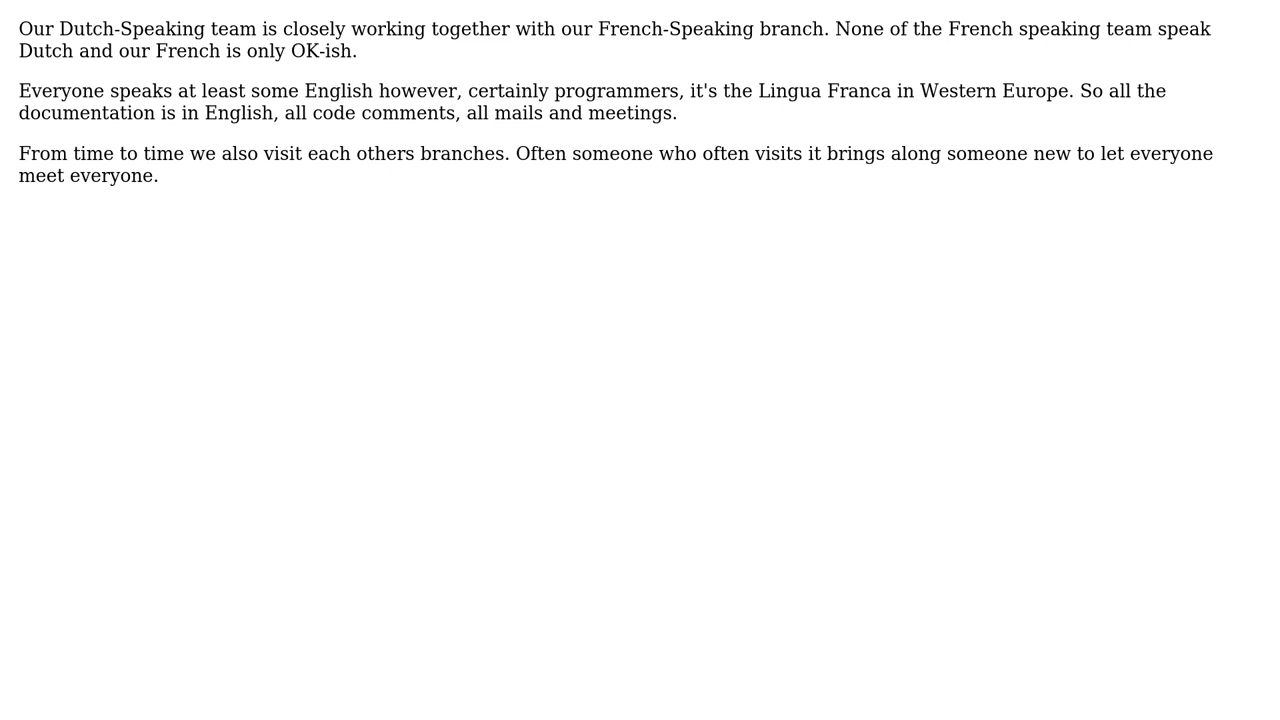 Our Dutch-Speaking team is closely working together with our French-Speaking branch. None of the French speaking team speak
Dutch and our French is only OK-ish.
Everyone speaks at least some English however, certainly programmers, it's the Lingua Franca in Western Europe. So all the
documentation is in English, all code comments, all mails and meetings.
From time to time we also visit each others branches. Often someone who often visits it brings along someone new to let everyone
meet everyone.